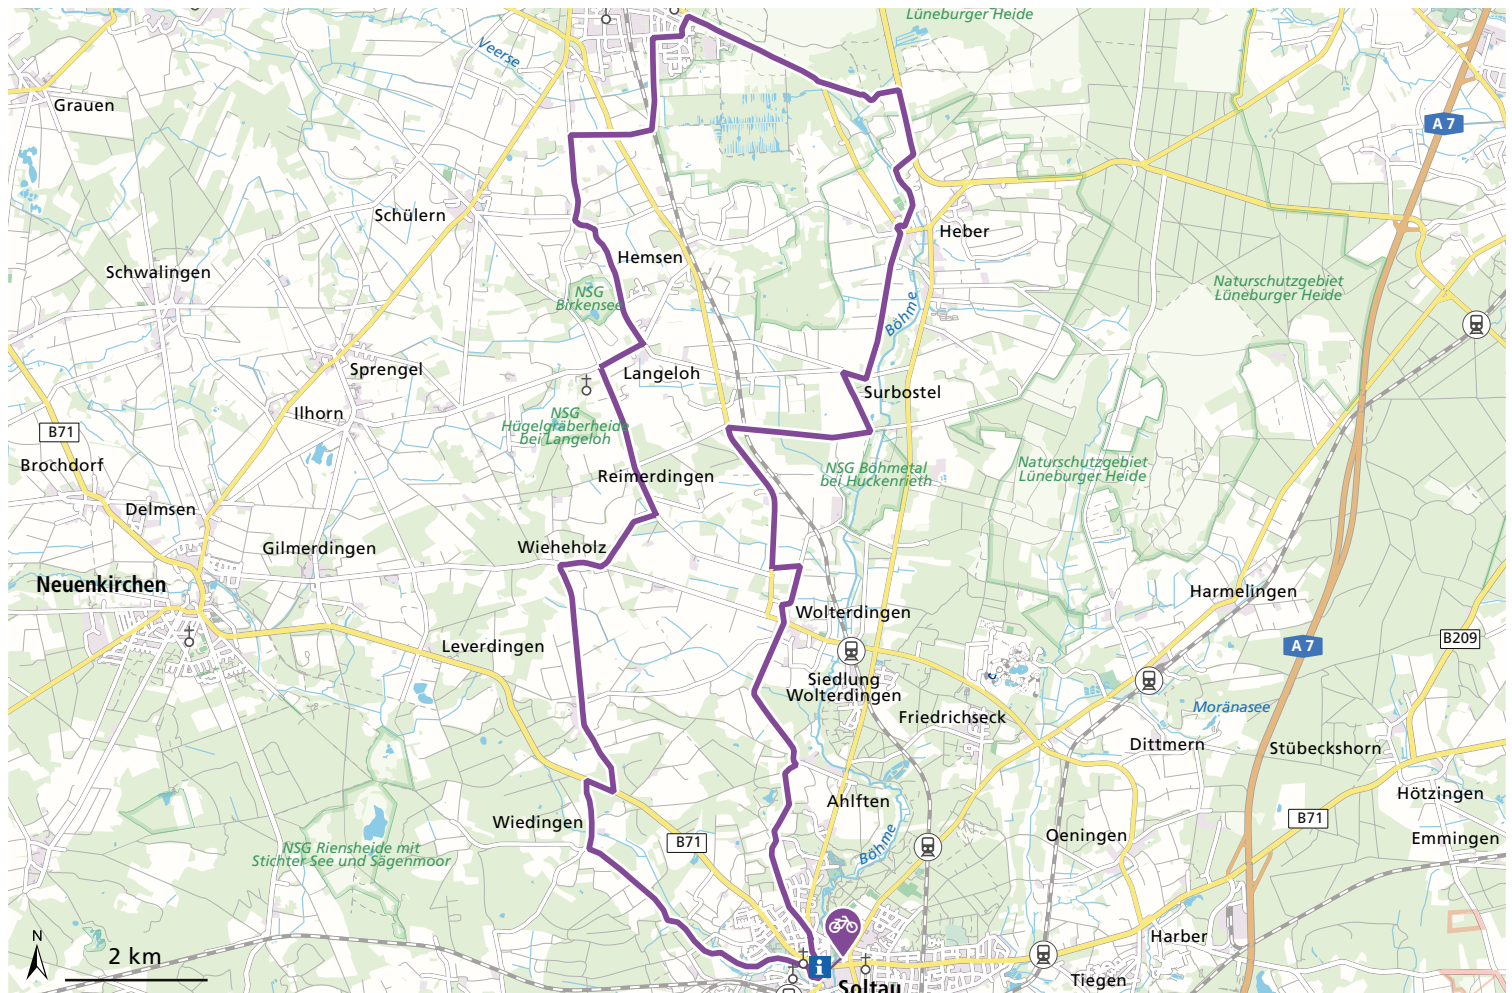 Lüneburger Heide
Veerse
Grauen
A 7
Schülern
Heber
Hemsen
Schwalingen
NSG
Birkensee
Naturschutzgebiet
Lüneburger Heide
Böhme
Sprengel
Langeloh
Surbostel
Ilhorn
NSG
Hügelgräberheide
bei Langeloh
B71
Brochdorf
Reimerdingen
NSG Böhmetal
bei Huckenrieth
Naturschutzgebiet
Lüneburger Heide
Delmsen
Gilmerdingen
Wieheholz
Neuenkirchen
Harmelingen
Wolterdingen
Leverdingen
A 7
B209
Siedlung
Wolterdingen
Friedrichseck
Moränasee
Dittmern
Stübeckshorn
Hötzingen
Ahlften
Wiedingen
B71
B71
Oeningen
Emmingen
Böhme
NSG Riensheide mit
Stichter See und Sägenmoor
N
2 km
Harber
i
Tiegen
Soltau